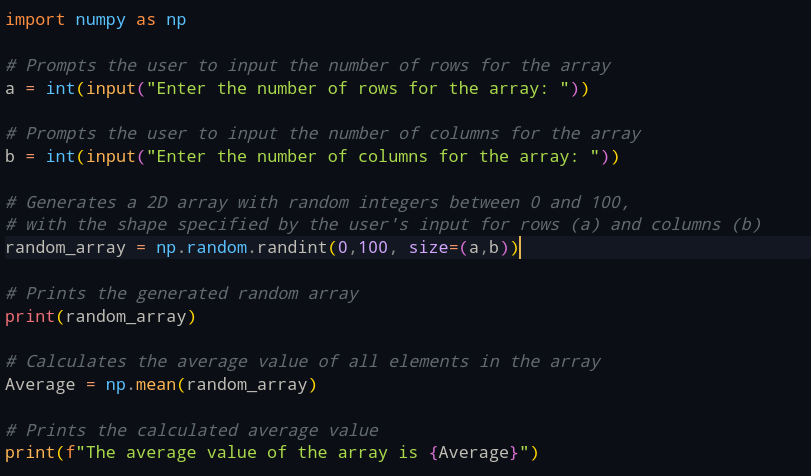 import numpy as np
# Prompts the user to input the number of rows for the array
a = int(input("Enter the number of rows for the array: "))
# Prompts the user to input the number of columns for the array
b = int(input("Enter the number of columns for the array: "))
# Generates a 2D array with random integers between 0 and 100,
# with the shape specified by the user's input for rows (a) and columns (b)
random_array = np.random.randint(0,100, size=(a,b))
# Prints the generated random array
print(random_array)
# Calculates the average value of all elements in the array
Average = np.mean(random_array)
# Prints the calculated average value
print(f"The average value of the array is {Average}")